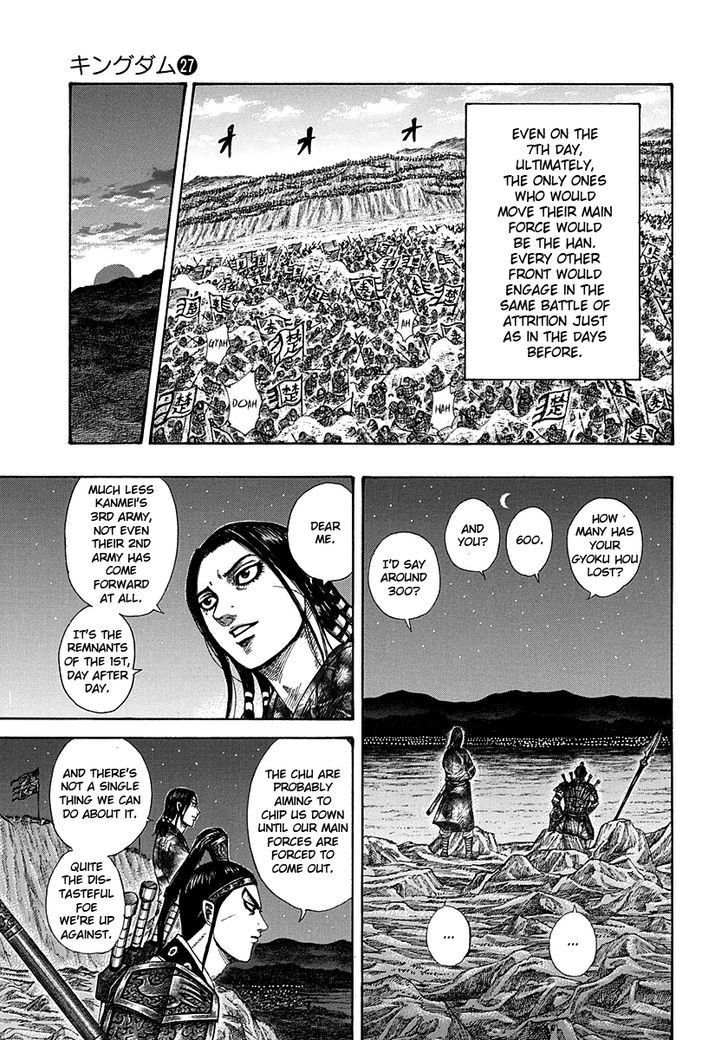 キングダム27
EVEN ON THE
7TH DAY,
ULTIMATELY,
THE ONLY ONES
WHO WOULD
MOVE THEIR MAIN
FORCE WOULD
BE THE HAN.
EVERY OTHER
FRONT WOULD
ENGAGE IN THE
SAME BATTLE OF
ATTRITION JUST
AS IN THE DAYS
BEFORE.
オ
オ
オ
AH
GYAH
HAH
DOAH
楚
楚
楚
HOW
MANY HAS
YOUR
GYOKU HOU
LOST?
600.
AND
YOU?
I'D SAY
AROUND
300?
...
...
DEAR
ME.
MUCH LESS
KANMEI'S
3RD ARMY,
NOT EVEN
THEIR 2ND
ARMY HAS
COME
FORWARD
AT ALL.
IT'S THE
REMNANTS
OF THE 1ST,
DAY AFTER
DAY.
THE CHU ARE
PROBABLY
AIMING TO
CHIP US DOWN
UNTIL OUR MAIN
FORCES ARE
FORCED TO
COME OUT.
AND THERE'S
NOT A SINGLE
THING WE CAN
DO ABOUT IT.
QUITE
THE DIS-
TASTEFUL
FOE
WE'RE UP
AGAINST.